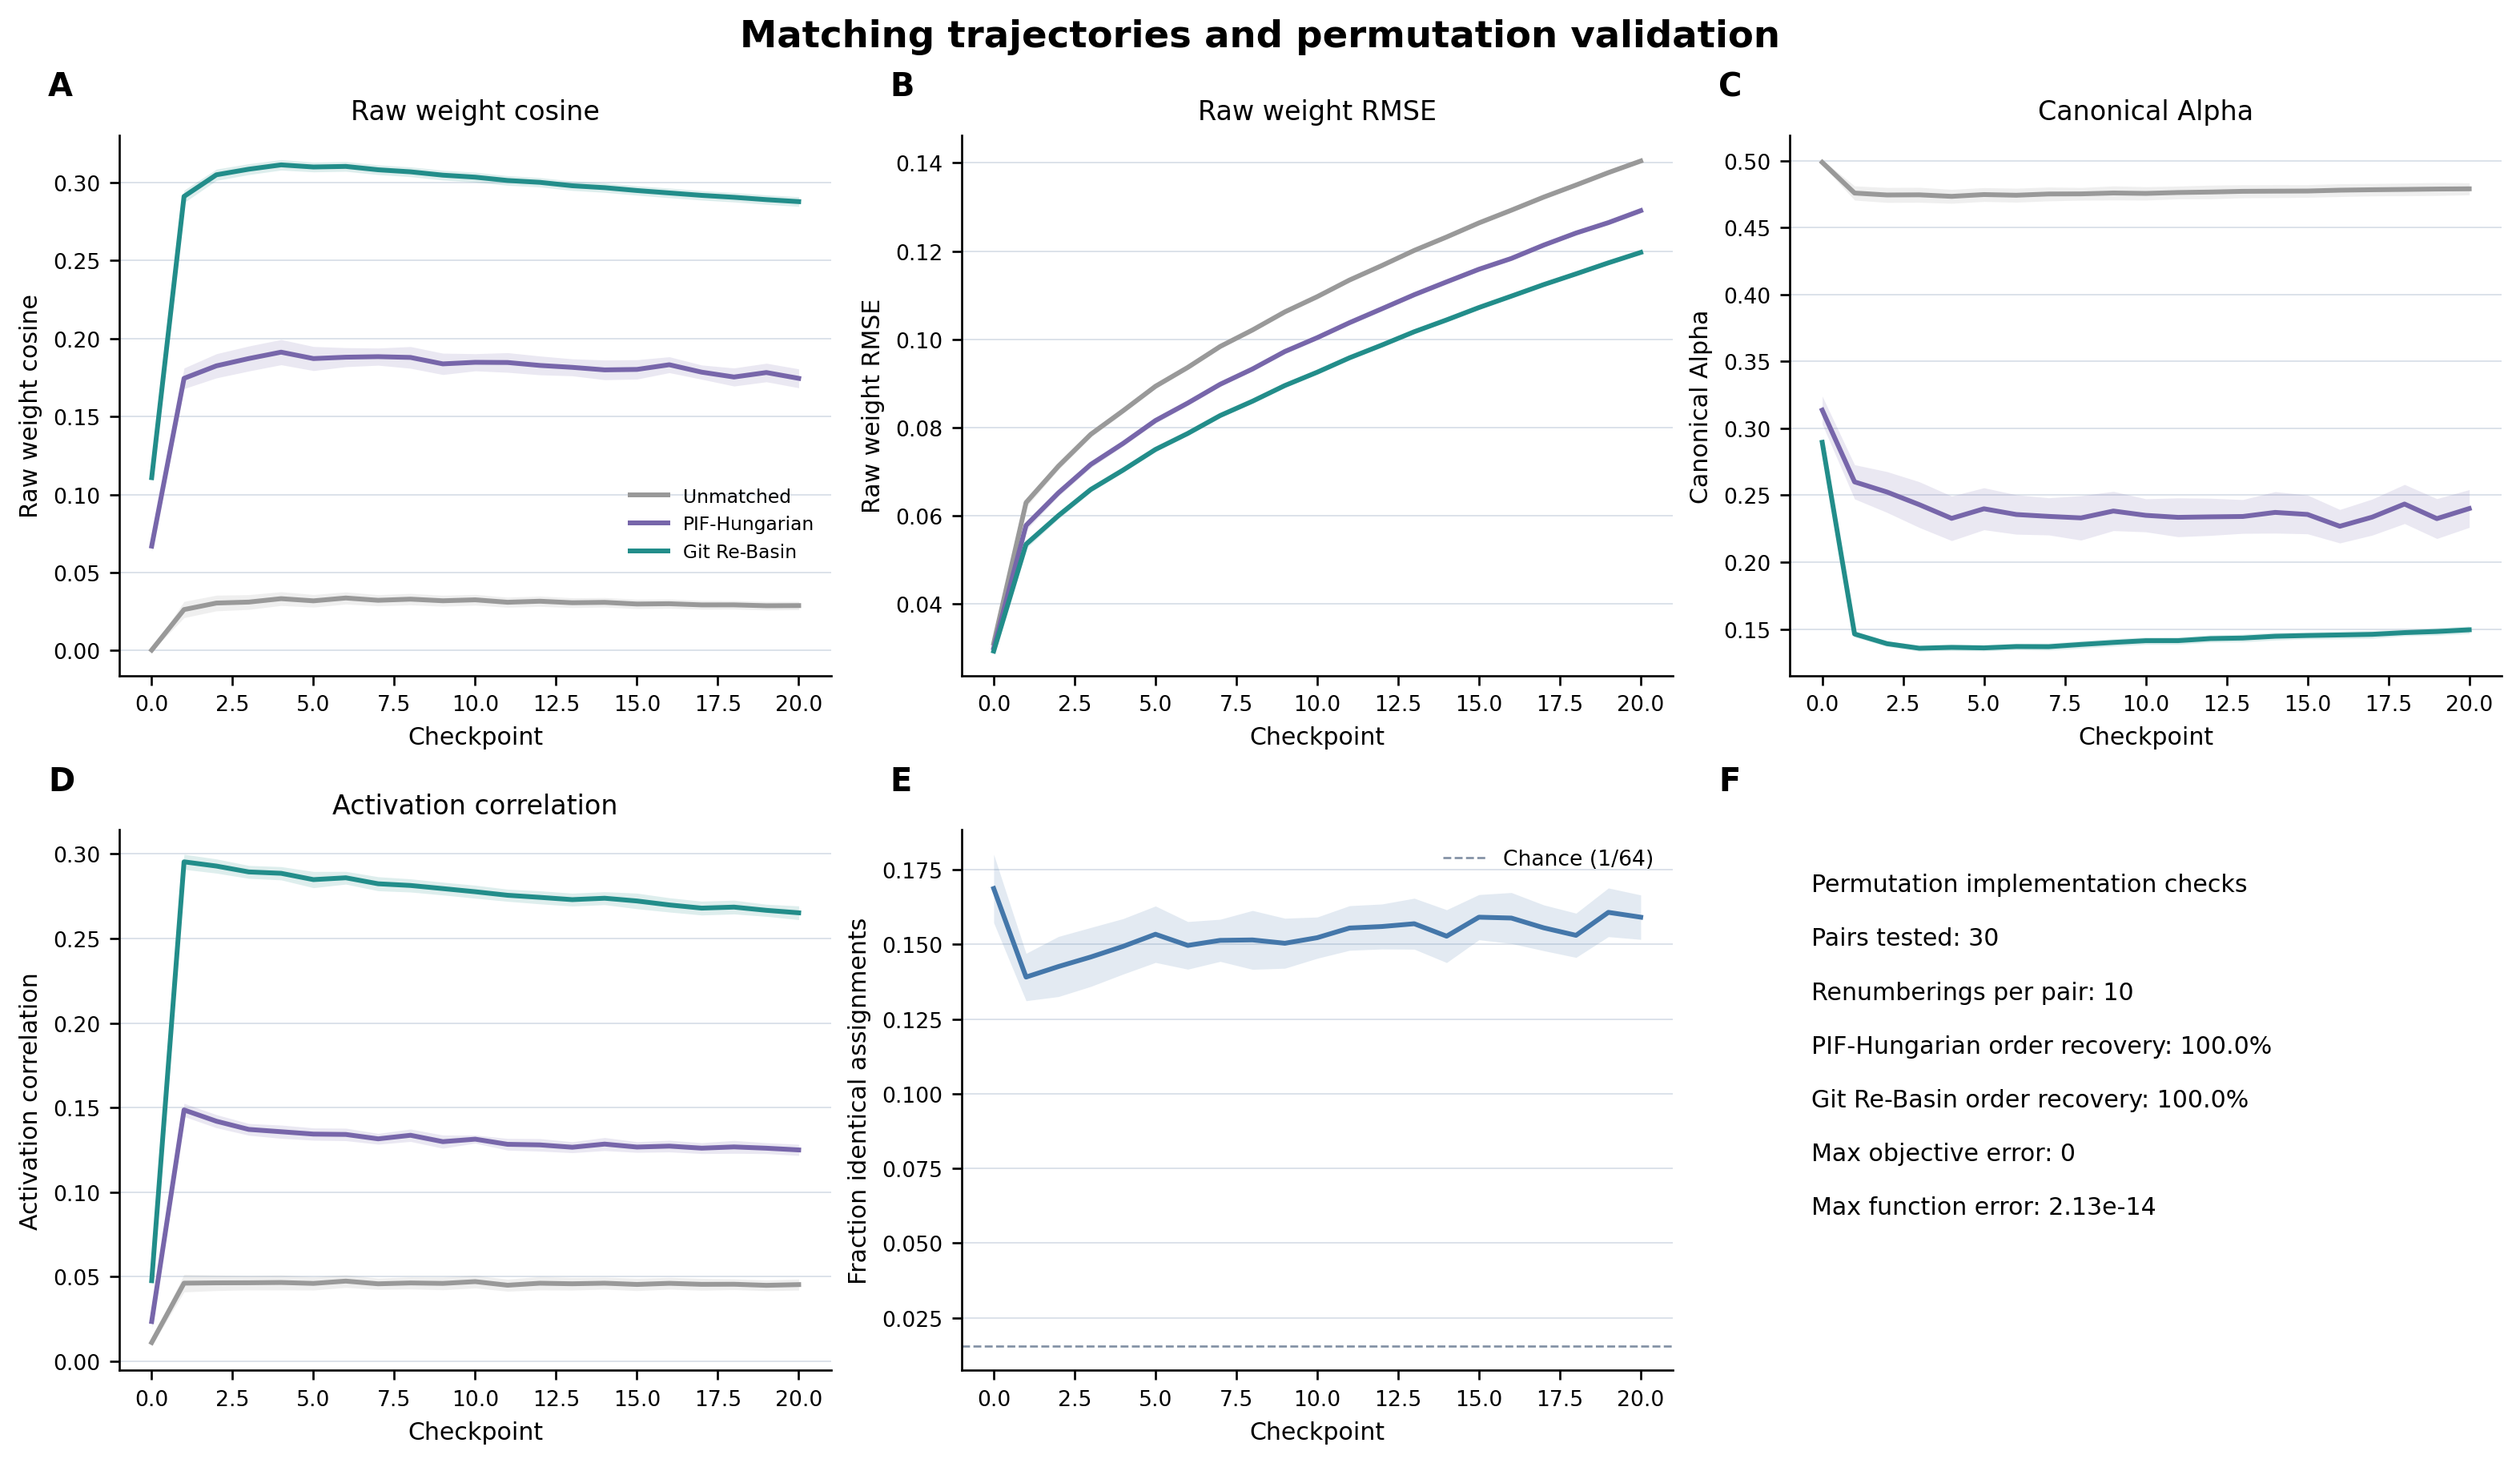 Matching trajectories and permutation validation
A
Raw weight cosine
Raw weight cosine
0.30
0.25
0.20
0.15
0.10
0.05
0.00
Unmatched
PIF-Hungarian
Git Re-Basin
0.0 2.5 5.0 7.5 10.0 12.5 15.0 17.5 20.0
Checkpoint
B
Raw weight RMSE
Raw weight RMSE
0.14
0.12
0.10
0.08
0.06
0.04
0.0 2.5 5.0 7.5 10.0 12.5 15.0 17.5 20.0
Checkpoint
C
Canonical Alpha
Canonical Alpha
0.50
0.45
0.40
0.35
0.30
0.25
0.20
0.15
0.0 2.5 5.0 7.5 10.0 12.5 15.0 17.5 20.0
Checkpoint
D
Activation correlation
Activation correlation
0.30
0.25
0.20
0.15
0.10
0.05
0.00
0.0 2.5 5.0 7.5 10.0 12.5 15.0 17.5 20.0
Checkpoint
E
Fraction identical assignments
0.175
0.150
0.125
0.100
0.075
0.050
0.025
Chance (1/64)
0.0 2.5 5.0 7.5 10.0 12.5 15.0 17.5 20.0
Checkpoint
F
Permutation implementation checks
Pairs tested: 30
Renumberings per pair: 10
PIF-Hungarian order recovery: 100.0%
Git Re-Basin order recovery: 100.0%
Max objective error: 0
Max function error: 2.13e-14